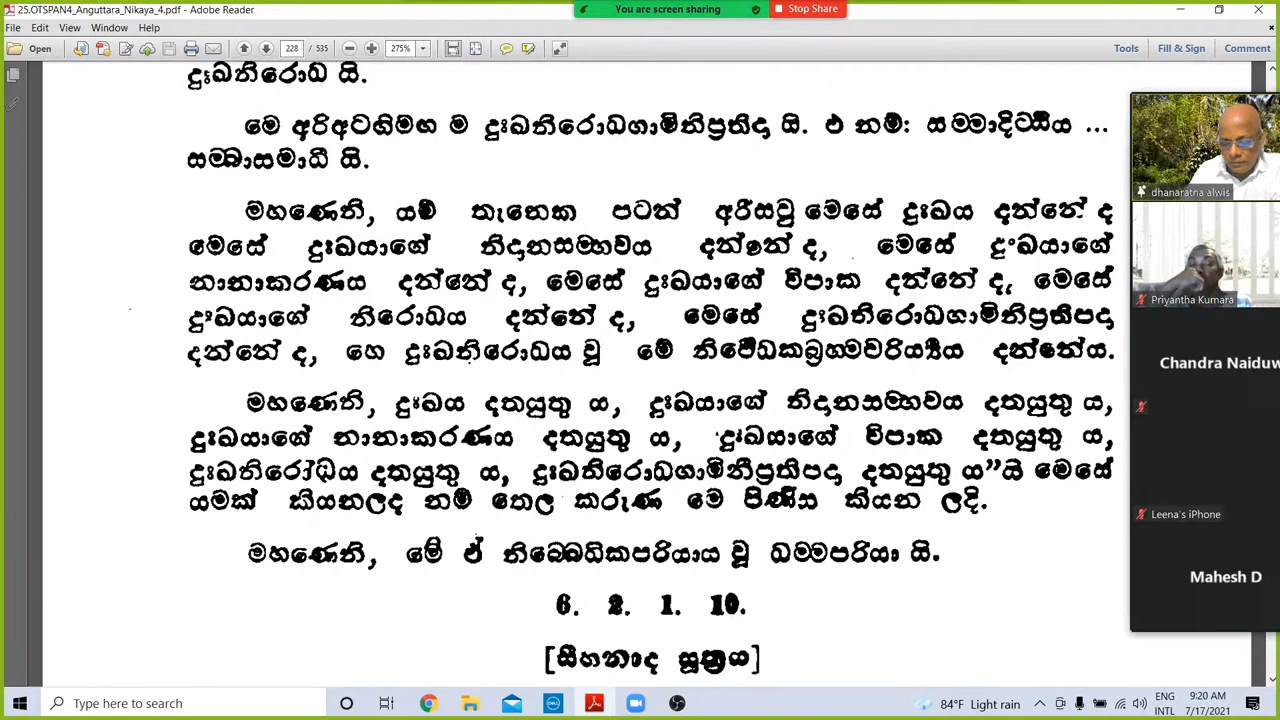 25.OTSPAN4_Anguttara_Nikaya_4.pdf - Adobe Reader
You are screen sharing
Stop Share
File Edit View Window Help
Open
228 / 535
275%
Tools Fill & Sign Comment
දුඃඛනිරොධ යි.
මේ අරිඅටඟිමඟ ම දුඃඛනිරොධගාමිනිප්‍රතිපදා යි. එ නම්: සම්මාදිට්ඨිය ...
සම්මාසමාධි යි.
මහණෙනි, යම් තැනෙක පටන් අරිසව්‍ මෙසේ දුඃඛය දන්නේ ද
මෙසේ දුඃඛයාගේ නිදානසම්භවය දන්නේ ද, මෙසේ දුඃඛයාගේ
නානාකරණය දන්නේ ද, මෙසේ දුඃඛයාගේ විපාක දන්නේ ද, මෙසේ
දුඃඛයාගේ නිරොධය දන්නේ ද, මෙසේ දුඃඛනිරොධගාමිනිප්‍රතිපදා
දන්නේ ද, හෙ දුඃඛනිරොධය වූ මේ නිර්‍වෙධිකබ්‍රහ්මචරිය්‍යය දන්නේය.
මහණෙනි, දුඃඛය දතයුතු ය, දුඃඛයාගේ නිදානසම්භවය දතයුතු ය,
දුඃඛයාගේ නානාකරණය දතයුතු ය, දුඃඛයාගේ විපාක දතයුතු ය,
දුඃඛනිරෝධය දතයුතු ය, දුඃඛනිරොධගාමිනීප්‍රතිපදා දතයුතු ය”යි මෙසේ
යමක් කියනලද නම් තෙල කරුණ මෙ පිණිස කියන ලදි.
මහණෙනි, මේ ඒ නිබ්බෙධිකපරියාය වූ ධම්මපරියා යි.
6. 2. 1. 10.
[සීහනාද සූත්‍රය]
dhanaratna alwis
Priyantha Kumara
Chandra Naiduw
Leena's iPhone
Mahesh D
Type here to search
84°F Light rain
ENG
INTL
9:20 AM
7/17/2021